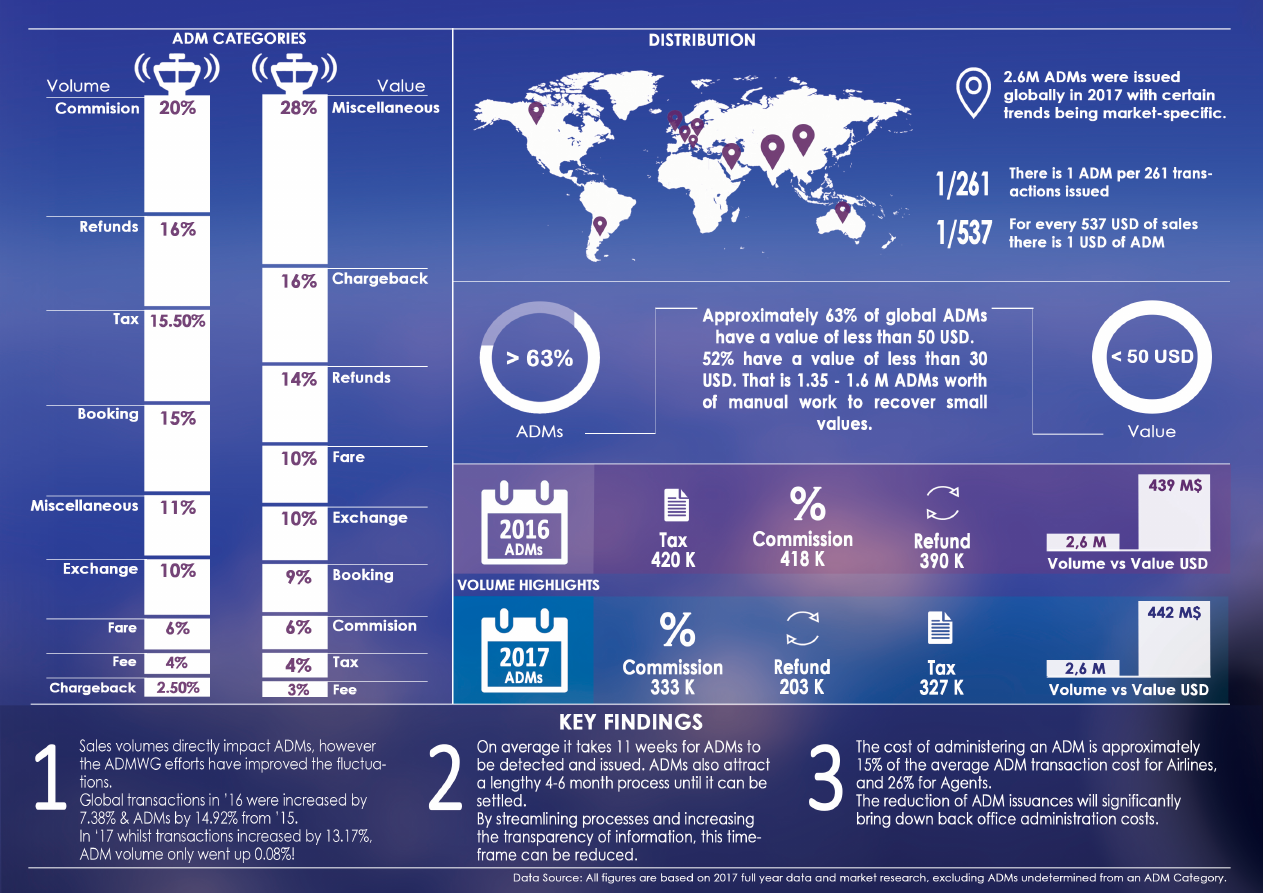 ADM CATEGORIES
Volume
Commision 20%
Refunds 16%
Tax 15.50%
Booking 15%
Miscellaneous 11%
Exchange 10%
Fare 6%
Fee 4%
Chargeback 2.50%
Value
28% Miscellaneous
16% Chargeback
14% Refunds
10% Fare
10% Exchange
9% Booking
6% Commision
4% Tax
3% Fee
DISTRIBUTION
2.6M ADMs were issued
globally in 2017 with certain
trends being market-specific.
1/261
There is 1 ADM per 261 trans-
actions issued
1/537
For every 537 USD of sales
there is 1 USD of ADM
> 63%
ADMs
Approximately 63% of global ADMs
have a value of less than 50 USD.
52% have a value of less than 30
USD. That is 1.35 - 1.6 M ADMs worth
of manual work to recover small
values.
< 50 USD
Value
2016
ADMs
Tax
420 K
%
Commission
418 K
Refund
390 K
2,6 M
439 M$
Volume vs Value USD
VOLUME HIGHLIGHTS
2017
ADMs
%
Commission
333 K
Refund
203 K
Tax
327 K
2,6 M
442 M$
Volume vs Value USD
KEY FINDINGS
1
Sales volumes directly impact ADMs, however
the ADMWG efforts have improved the fluctua-
tions.
Global transactions in '16 were increased by
7.38% & ADMs by 14.92% from '15.
In '17 whilst transactions increased by 13.17%,
ADM volume only went up 0.08%!
2
On average it takes 11 weeks for ADMs to
be detected and issued. ADMs also attract
a lengthy 4-6 month process until it can be
settled.
By streamlining processes and increasing
the transparency of information, this time-
frame can be reduced.
3
The cost of administering an ADM is approximately
15% of the average ADM transaction cost for Airlines,
and 26% for Agents.
The reduction of ADM issuances will significantly
bring down back office administration costs.
Data Source: All figures are based on 2017 full year data and market research, excluding ADMs undetermined from an ADM Category.